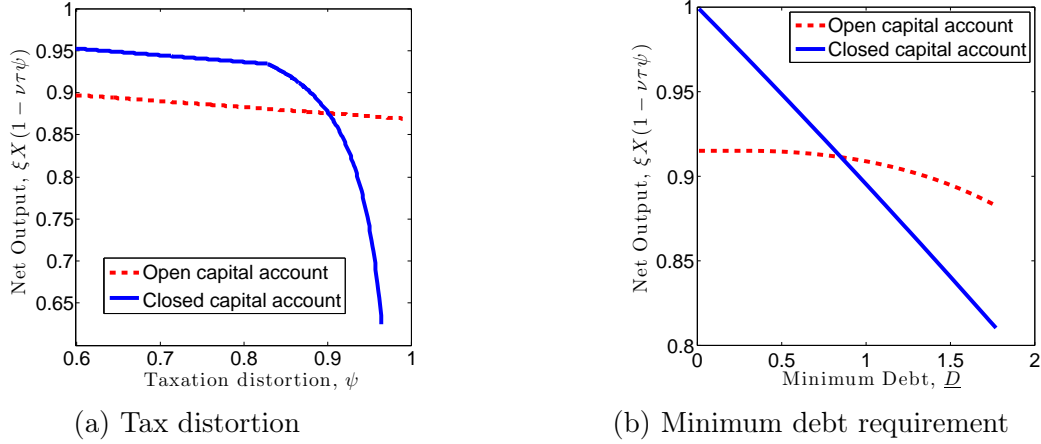 Net Output, ξX(1 − ντψ)
0.95
0.9
0.85
0.8
0.75
0.7
0.65
Open capital account
Closed capital account
0.6 0.7 0.8 0.9 1
Taxation distortion, ψ
(a) Tax distortion
Net Output, ξX(1 − ντψ)
1
0.95
0.9
0.85
0.8
Open capital account
Closed capital account
0 0.5 1 1.5 2
Minimum Debt, D
(b) Minimum debt requirement